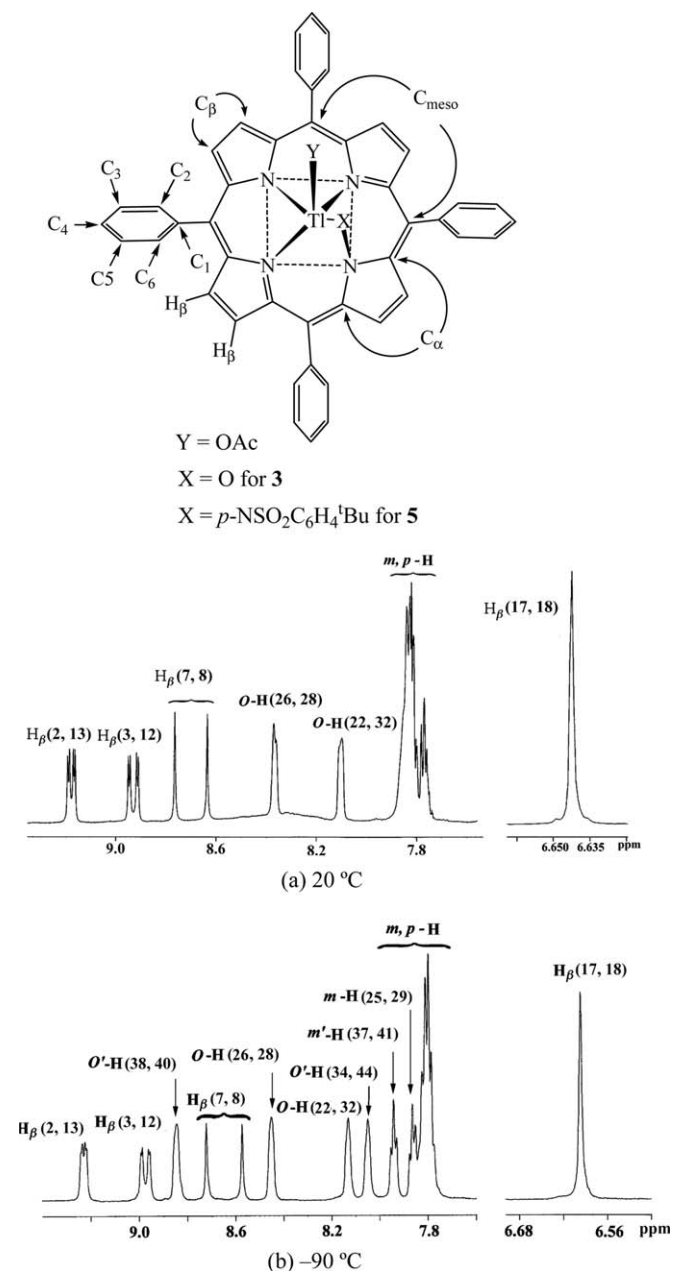 Cβ
Cmeso
Y
C3
C2
N
N
Tl
X
C4
C5
C6
C1
N
N
Hβ
Hβ
Cα
Y = OAc
X = O for 3
X = p-NSO2C6H4tBu for 5
m, p - H
Hβ(17, 18)
Hβ(7, 8)
O-H(26, 28)
Hβ(2, 13)
Hβ(3, 12)
O-H(22, 32)
9.0 8.6 8.2 7.8 6.650 6.635 ppm
(a) 20 ºC
m, p - H
m -H(25, 29)
Hβ(17, 18)
O'-H(38, 40)
O-H(26, 28)
m'-H(37, 41)
O'-H(34, 44)
Hβ(2, 13)
Hβ(3, 12)
Hβ(7, 8)
O-H(22, 32)
9.0 8.6 8.2 7.8 6.68 6.56 ppm
(b) –90 ºC